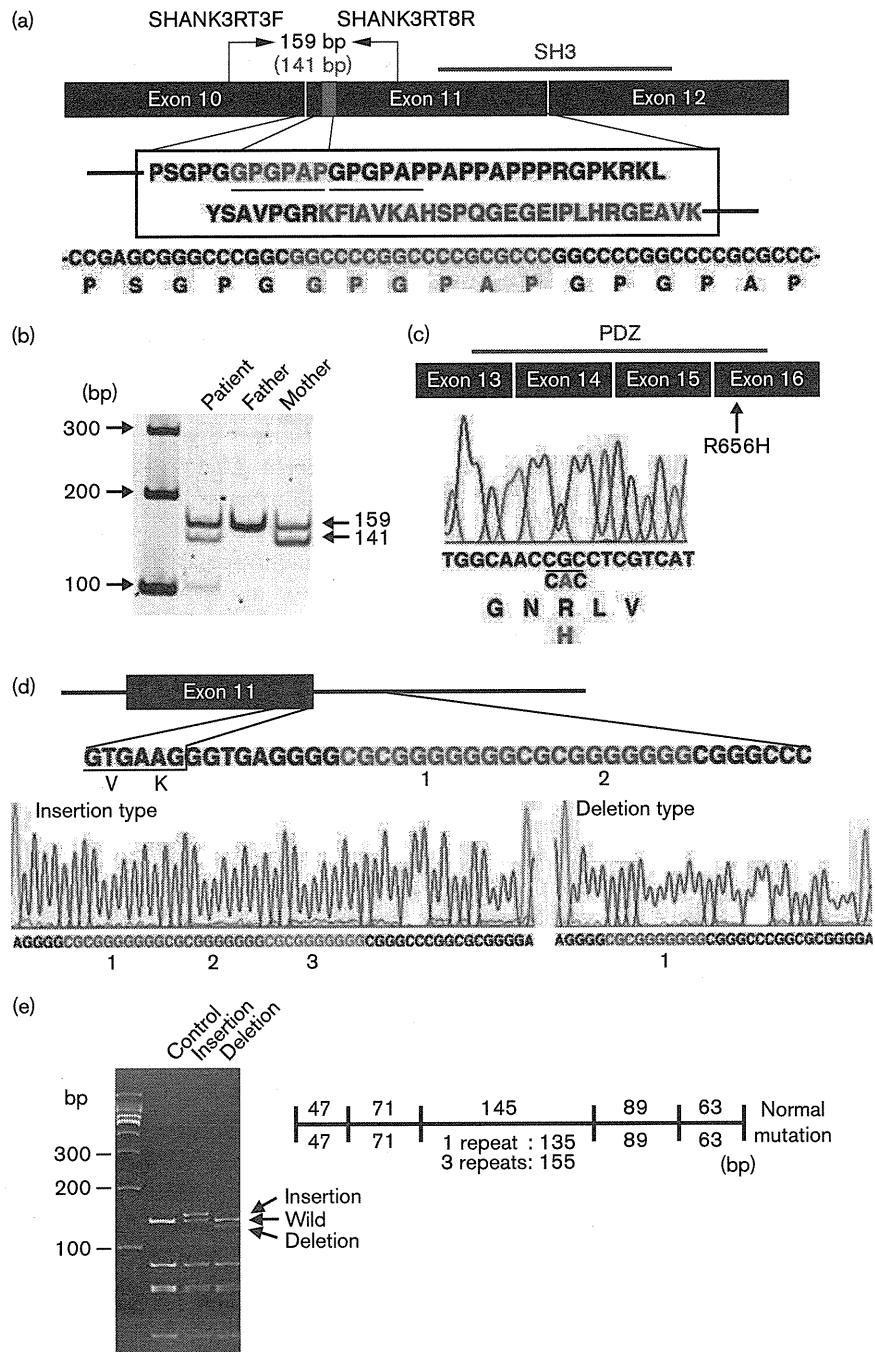 (a)
SHANK3RT3F SHANK3RT8R
159 bp
(141 bp)
SH3
Exon 10 Exon 11 Exon 12
PSGPGGPGPAPGPGPAPPAPPAPPPRGPKRKL
YSAVPGRKFIAVKAHSPQGEGEIPLHRGEAVK
-CCGAGCGGGCCCGGCGGCCCCGGCCCCGCGCCCGGCCCCGGCCCCGCGCCC-
P S G P G G P G P A P G P G P A P
(b)
(bp)
Patient
Father
Mother
300
200
159
141
100
(c)
PDZ
Exon 13 Exon 14 Exon 15 Exon 16
R656H
TGGCAACCGCCTCGTCAT
CAC
G N R L V
H
(d)
Exon 11
GTGAAGGGTGAGGGGCGCGGGGGGGCGCGGGGGGGCGGGCCC
V K 1 2
Insertion type Deletion type
AGGGGCGCGGGGGGGCGCGGGGGGGCGCGGGGGGGCGGGCCCGGCGCGGGGA AGGGGCGCGGGGGGGCGGGCCCGGCGCGGGGA
1 2 3 1
(e)
Control
Insertion
Deletion
bp
300
200
100
Insertion
Wild
Deletion
47 71 145 89 63 Normal
47 71 1 repeat : 135 89 63 mutation
3 repeats: 155 (bp)